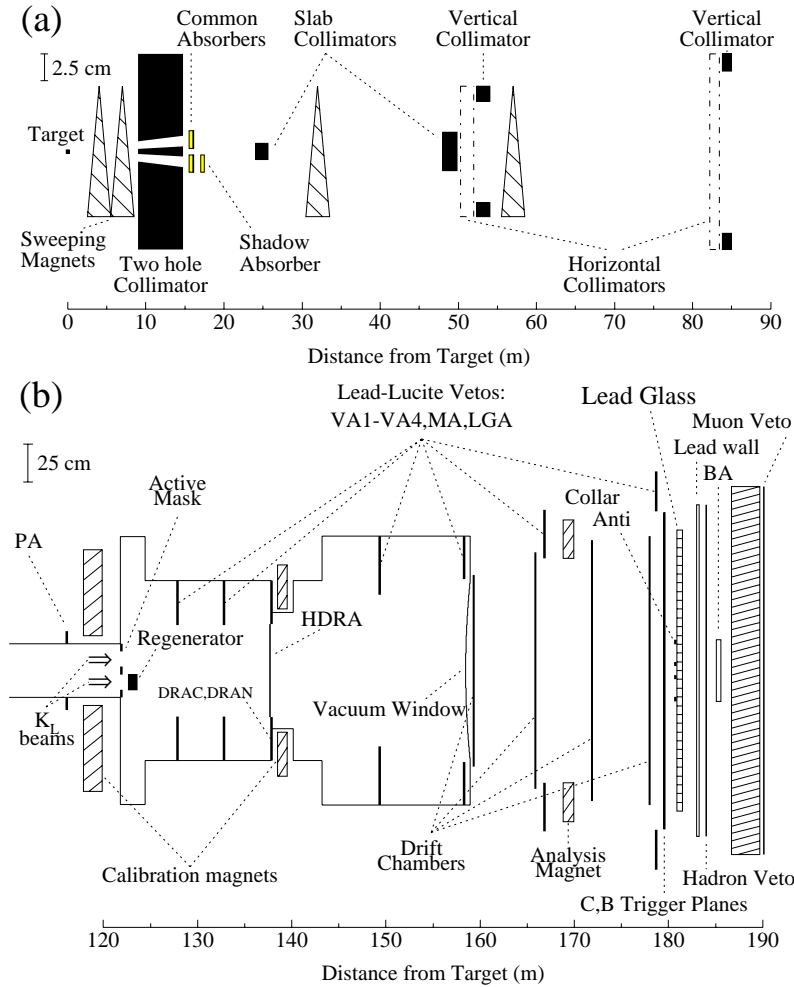 (a)
Common
Absorbers
Slab
Collimators
Vertical
Collimator
Vertical
Collimator
2.5 cm
Target
Sweeping
Magnets
Two hole
Collimator
Shadow
Absorber
Horizontal
Collimators
0 10 20 30 40 50 60 70 80 90
Distance from Target (m)
(b)
Lead-Lucite Vetos:
VA1-VA4,MA,LGA
Lead Glass
Muon Veto
Lead wall
BA
25 cm
Active
Mask
Collar
Anti
PA
Regenerator
HDRA
DRAC,DRAN
Vacuum Window
KL
beams
Drift
Chambers
Analysis
Magnet
Calibration magnets
Hadron Veto
C,B Trigger Planes
120 130 140 150 160 170 180 190
Distance from Target (m)